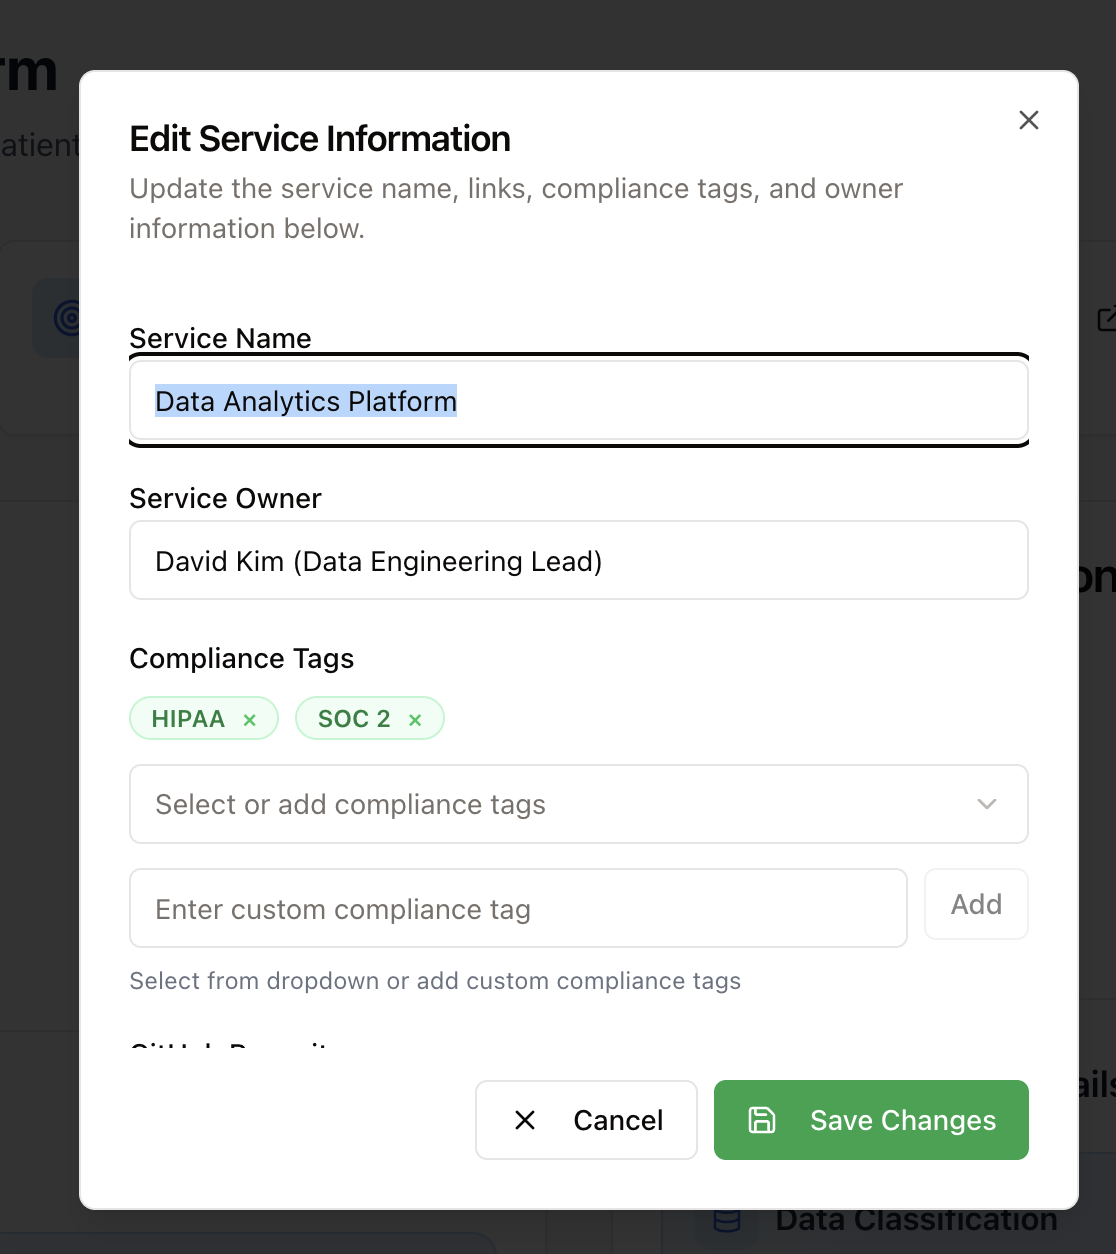 rm
atient
Edit Service Information
Update the service name, links, compliance tags, and owner
information below.
Service Name
Data Analytics Platform
Service Owner
David Kim (Data Engineering Lead)
on
Compliance Tags
HIPAA ×
SOC 2 ×
Select or add compliance tags
Enter custom compliance tag
Add
Select from dropdown or add custom compliance tags
ails
Cancel
Save Changes
Data Classification